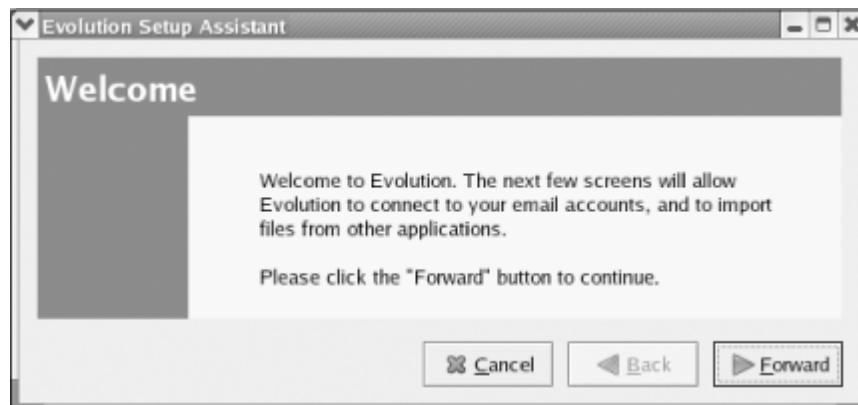 Evolution Setup Assistant
Welcome
Welcome to Evolution. The next few screens will allow
Evolution to connect to your email accounts, and to import
files from other applications.
Please click the "Forward" button to continue.
Cancel
Back
Forward